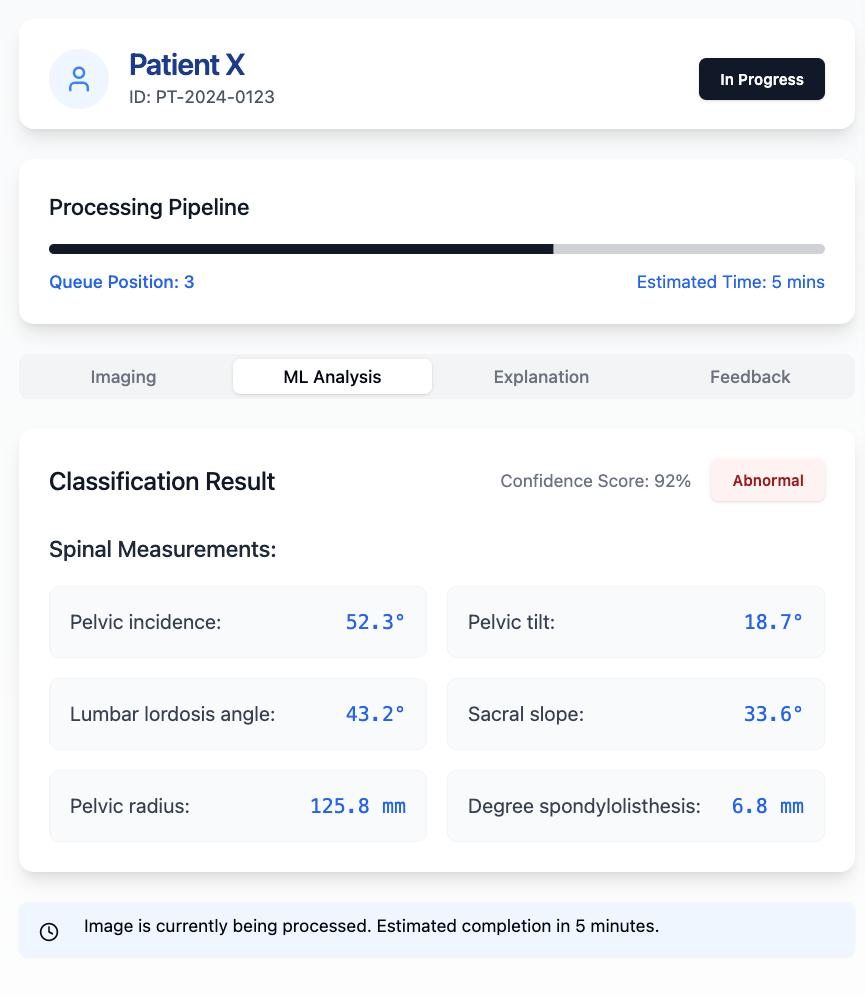 Patient X
ID: PT-2024-0123
In Progress
Processing Pipeline
Queue Position: 3
Estimated Time: 5 mins
Imaging
ML Analysis
Explanation
Feedback
Classification Result
Confidence Score: 92%
Abnormal
Spinal Measurements:
Pelvic incidence: 52.3°
Pelvic tilt: 18.7°
Lumbar lordosis angle: 43.2°
Sacral slope: 33.6°
Pelvic radius: 125.8 mm
Degree spondylolisthesis: 6.8 mm
Image is currently being processed. Estimated completion in 5 minutes.